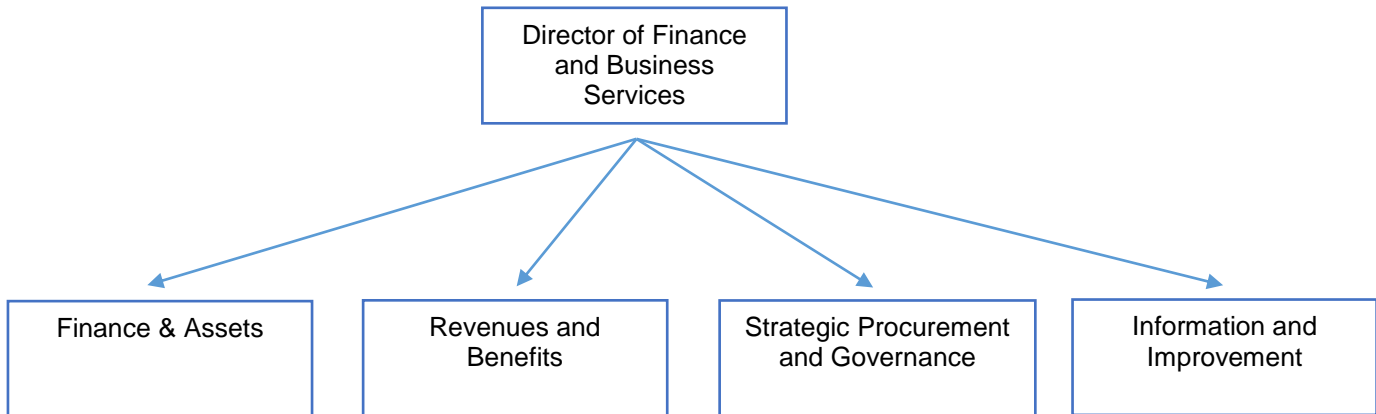 Director of Finance
and Business
Services
Finance & Assets
Revenues and
Benefits
Strategic Procurement
and Governance
Information and
Improvement